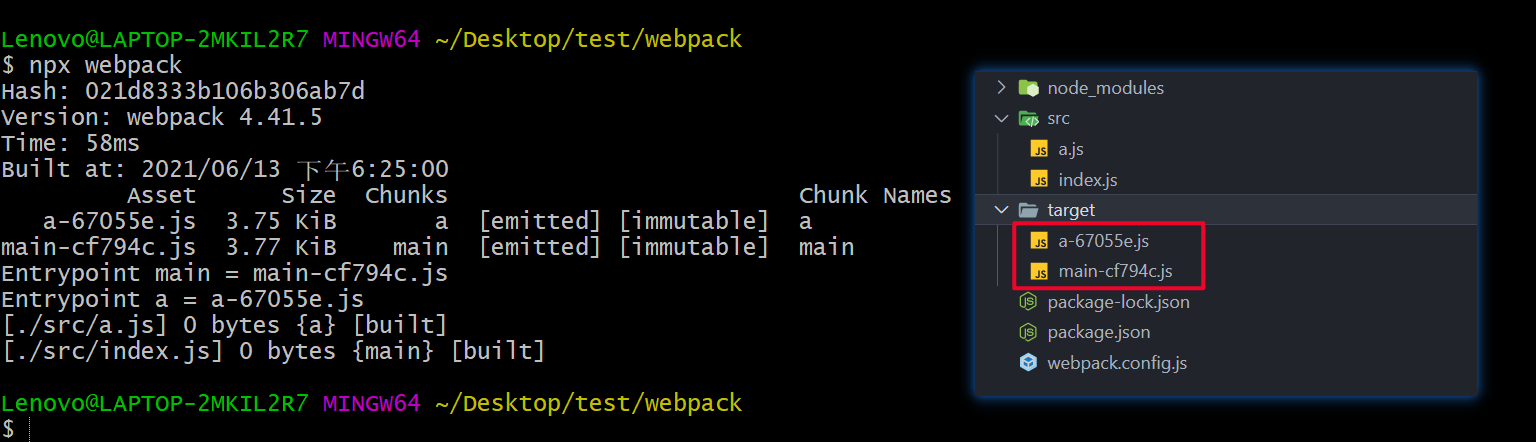 Lenovo@LAPTOP-2MKIL2R7 MINGW64 ~/Desktop/test/webpack
$ npx webpack
Hash: 021d8333b106b306ab7d
Version: webpack 4.41.5
Time: 58ms
Built at: 2021/06/13 下午6:25:00
Asset Size Chunks Chunk Names
a-67055e.js 3.75 KiB a [emitted] [immutable] a
main-cf794c.js 3.77 KiB main [emitted] [immutable] main
Entrypoint main = main-cf794c.js
Entrypoint a = a-67055e.js
[./src/a.js] 0 bytes {a} [built]
[./src/index.js] 0 bytes {main} [built]
Lenovo@LAPTOP-2MKIL2R7 MINGW64 ~/Desktop/test/webpack
$
node_modules
src
JS a.js
JS index.js
target
JS a-67055e.js
JS main-cf794c.js
package-lock.json
package.json
webpack.config.js